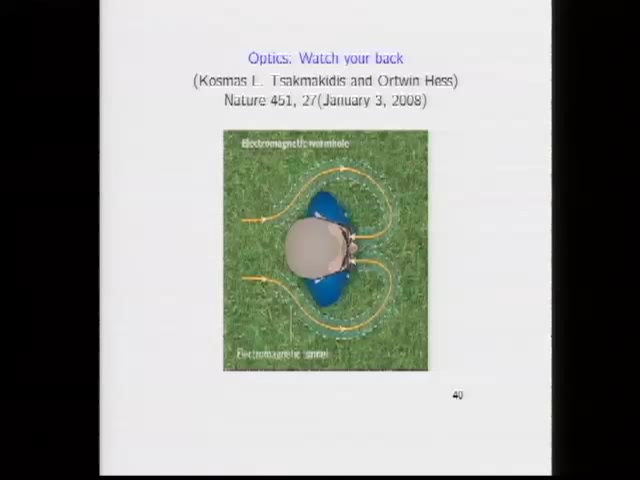 Optics: Watch your back
(Kosmas L. Tsakmakidis and Ortwin Hess)
Nature 451, 27(January 3, 2008)
Electromagnetic wormhole
Electromagnetic tunnel
40